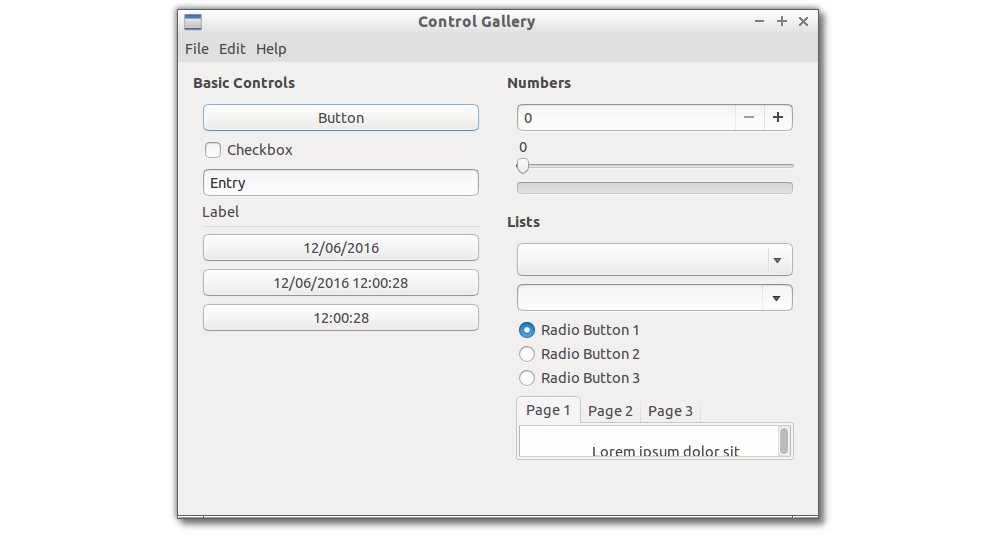 Control Gallery
File Edit Help
Basic Controls
Button
Checkbox
Entry
Label
12/06/2016
12/06/2016 12:00:28
12:00:28
Numbers
0
0
Lists
Radio Button 1
Radio Button 2
Radio Button 3
Page 1 Page 2 Page 3
Lorem ipsum dolor sit